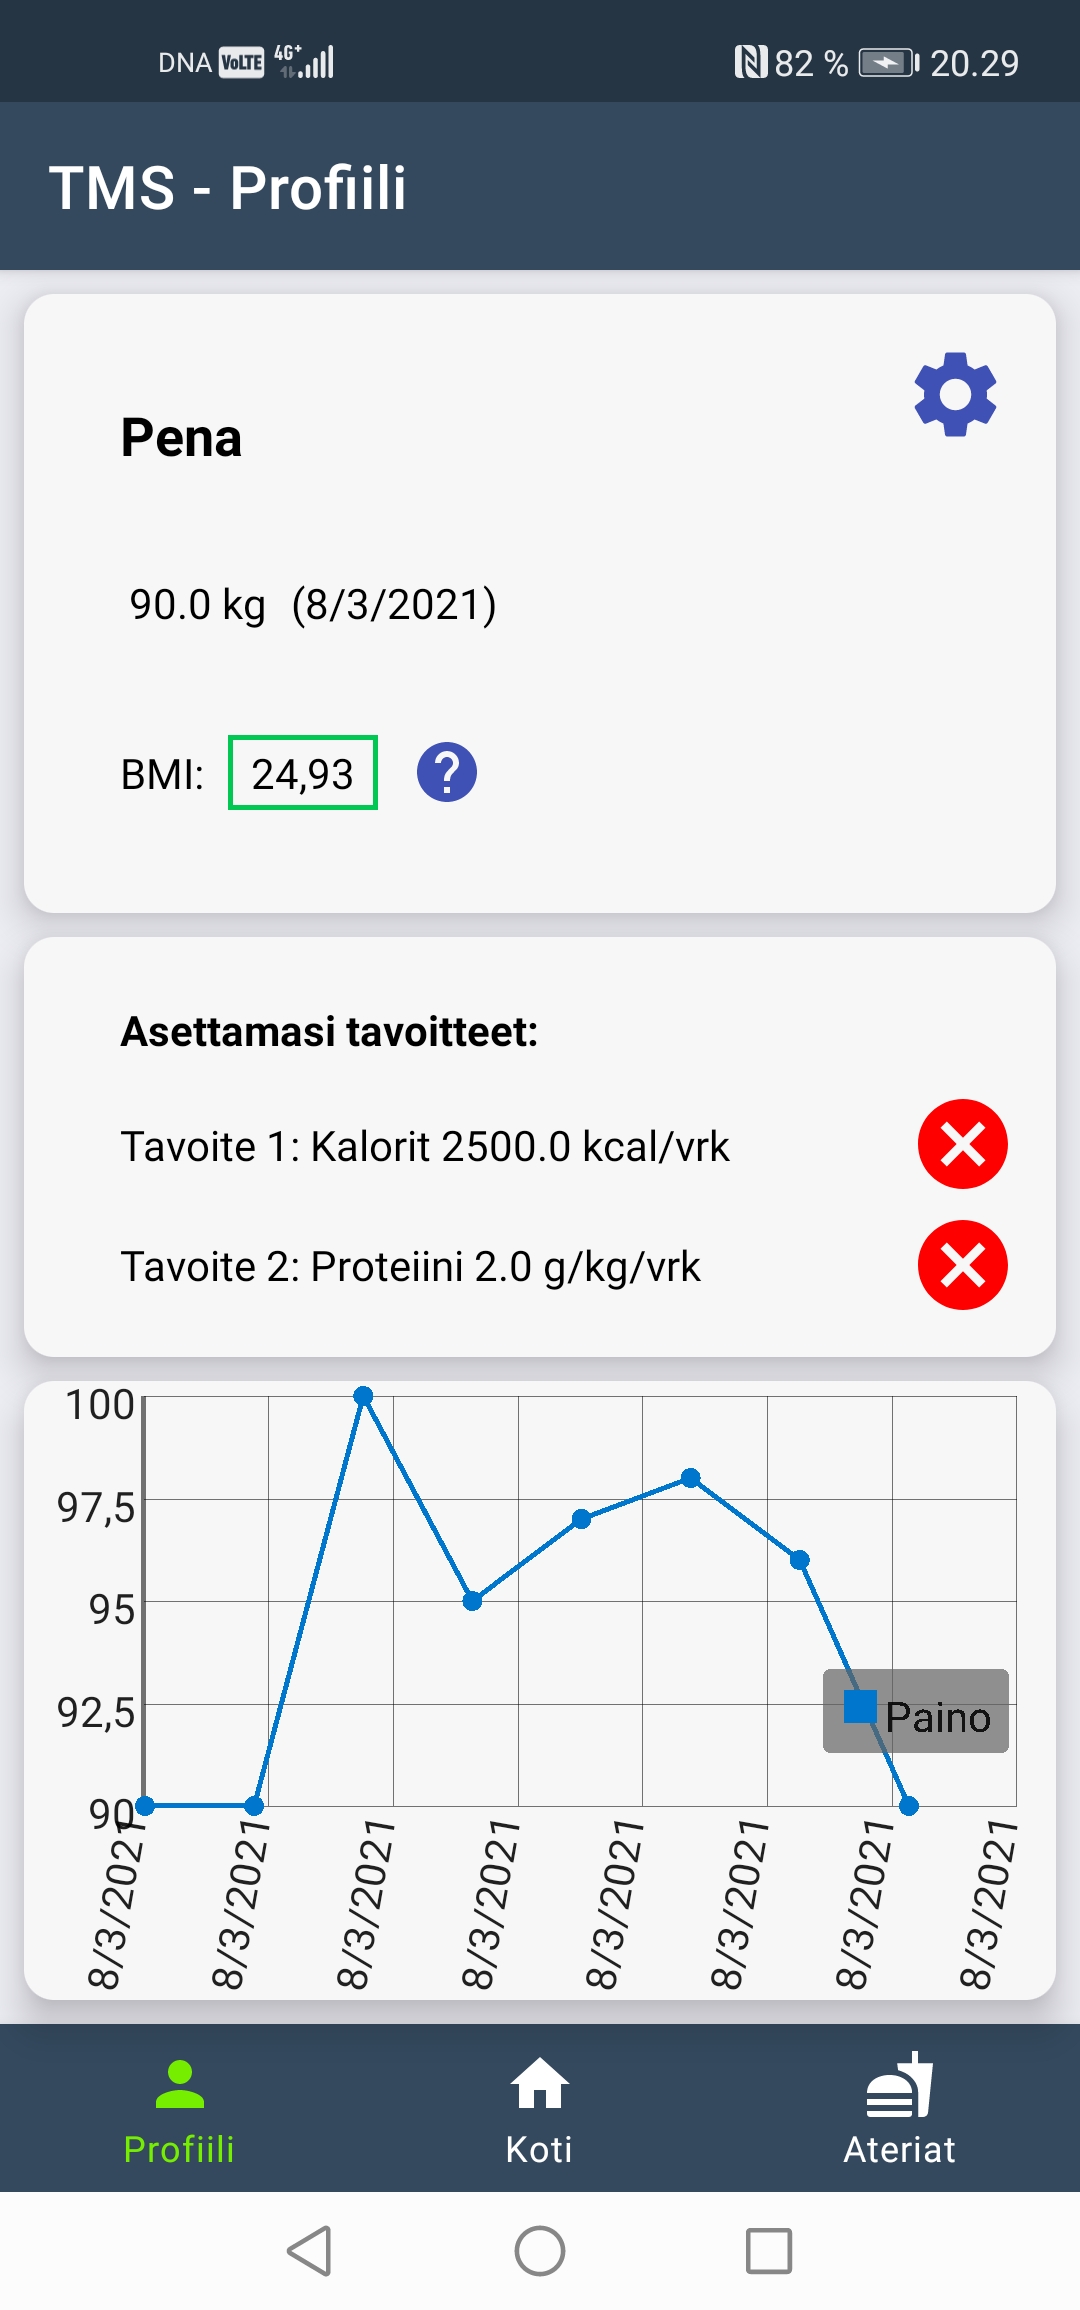 DNA VoLTE 4G+ 82 % 20.29
TMS - Profiili
Pena
90.0 kg (8/3/2021)
BMI: 24,93 ?
Asettamasi tavoitteet:
Tavoite 1: Kalorit 2500.0 kcal/vrk
Tavoite 2: Proteiini 2.0 g/kg/vrk
100
97,5
95
92,5
90
Paino
8/3/2021 8/3/2021 8/3/2021 8/3/2021 8/3/2021 8/3/2021 8/3/2021 8/3/2021
Profiili Koti Ateriat